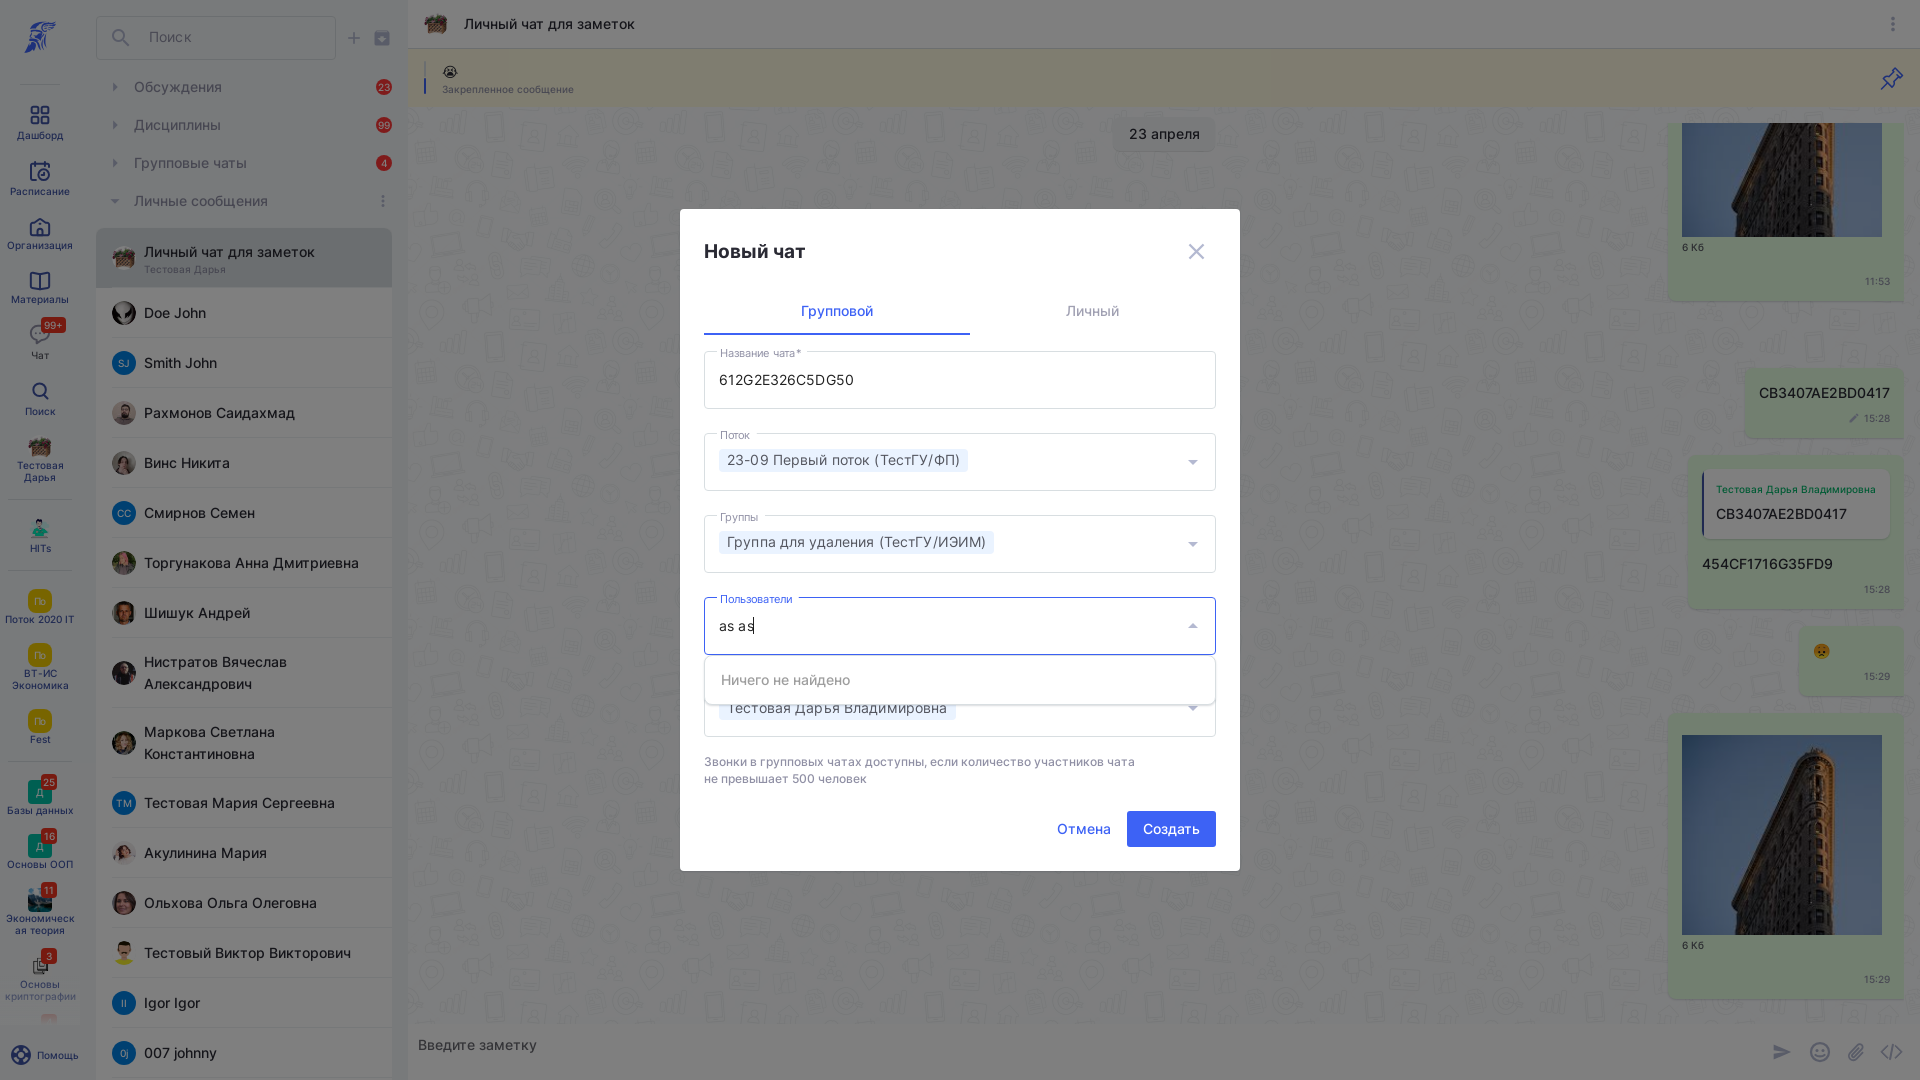 Поиск
Обсуждения
23
Дисциплины
99
Групповые чаты
4
Личные сообщения
Личный чат для заметок
Тестовая Дарья
Doe John
SJ
Smith John
Рахмонов Саидахмад
Винс Никита
CC
Смирнов Семен
Торгунакова Анна Дмитриевна
Шишук Андрей
Нистратов Вячеслав
Александрович
Маркова Светлана
Константиновна
ТМ
Тестовая Мария Сергеевна
Акулинина Мария
Ольхова Ольга Олеговна
Тестовый Виктор Викторович
II
Igor Igor
0j
007 johnny
Дашборд
Расписание
Организация
Материалы
99+
Чат
Поиск
Тестовая
Дарья
HITs
По
Поток 2020 IT
По
ВТ-ИС
Экономика
По
Fest
25
Д
Базы данных
16
Д
Основы ООП
11
Экономическ
ая теория
3
Основы
криптографии
Помощь
Личный чат для заметок
Закрепленное сообщение
23 апреля
6 Кб
11:53
CB3407AE2BD0417
15:28
Тестовая Дарья Владимировна
CB3407AE2BD0417
454CF1716G35FD9
15:28
15:29
6 Кб
15:29
Введите заметку
Новый чат
Групповой
Личный
Название чата*
612G2E326C5DG50
Поток
23-09 Первый поток (ТестГУ/ФП)
Группы
Группа для удаления (ТестГУ/ИЭИМ)
Пользователи
as as
Ничего не найдено
Тестовая Дарья Владимировна
Звонки в групповых чатах доступны, если количество участников чата
не превышает 500 человек
Отмена
Создать